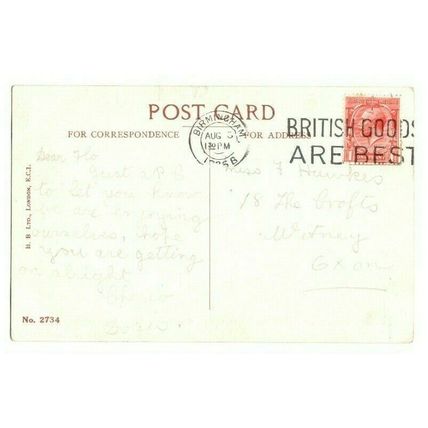 POST CARD
FOR CORRESPONDENCE
FOR ADDRESS
BIRMINGHAM
AUG
PM
BRITISH GOODS
ARE BEST
B. B LTD., LONDON, E.C.1.
Dear Flo
Just a P.C
to let you know
we are enjoying
ourselves, hope
you are getting
on alright
Miss F Hawkes
18 The Crofts
Witney
Oxon
No. 2734